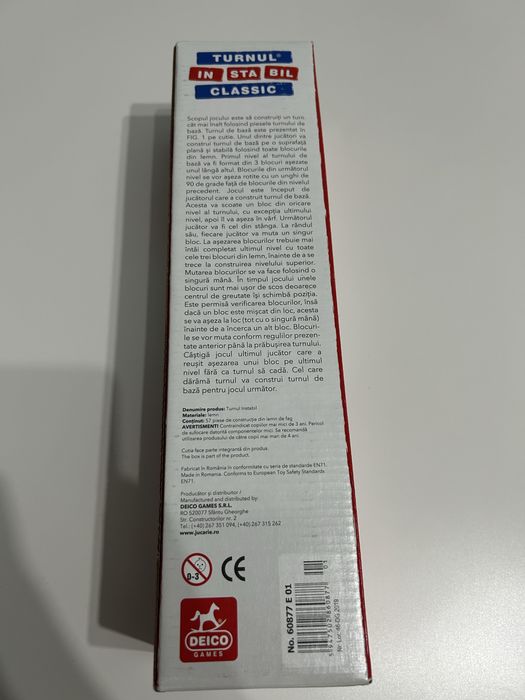 TURNUL®
IN STA BIL
CLASSIC
Scopul jocului este să construiți un turn
cât mai înalt folosind piesele turnului de
bază. Turnul de bază este prezentat în
FIG. 1 pe cutie. Unul dintre jucători va
construi turnul de bază pe o suprafață
plană și stabilă folosind toate blocurile
din lemn. Primul nivel al turnului de
bază va fi format din 3 blocuri așezate
unul lângă altul. Blocurile din următorul
nivel se vor așeza rotite cu un unghi de
90 de grade față de blocurile din nivelul
precedent. Jocul este început de
jucătorul care a construit turnul de bază.
Acesta va scoate un bloc din oricare
nivel al turnului, cu excepția ultimului
nivel, apoi îl va așeza în vârf. Următorul
jucător va fi cel din stânga. La rândul
său, fiecare jucător va muta un singur
bloc. La așezarea blocurilor trebuie mai
întâi completat ultimul nivel cu toate
cele trei blocuri din lemn, înainte de a se
trece la construirea nivelului superior.
Mutarea blocurilor se va face folosind o
singură mână. În timpul jocului unele
blocuri sunt mai ușor de scos deoarece
centrul de greutate își schimbă poziția.
Este permisă verificarea blocurilor, însă
dacă un bloc este mișcat din loc, acesta
se va așeza la loc (tot cu o singură mână)
înainte de a încerca un alt bloc. Blocuri-
le se vor muta conform regulilor prezen-
tate anterior până la prăbușirea turnului.
Câștigă jocul ultimul jucător care a
reușit așezarea unui bloc pe ultimul
nivel fără ca turnul să cadă. Cel care
dărâmă turnul va construi turnul de
bază pentru jocul următor.
Denumire produs: Turnul Instabil
Materiale: lemn
Conținut: 57 piese de construcție din lemn de fag
AVERTISMENT! Contraindicat copiilor mai mici de 3 ani. Pericol
de sufocare datorită componentelor mici. Se recomandă
utilizarea produsului de către copii mai mari de 4 ani.
Cutia face parte integrantă din produs.
The box is part of the product.
Fabricat în România în conformitate cu seria de standarde EN71.
Made in Romania. Conforms to European Toy Safety Standards
EN71.
Producător și distribuitor /
Manufactured and distributed by:
DEICO GAMES S.R.L.
RO 520077 Sfântu Gheorghe
Str. Constructorilor nr. 2
Tel.: (+40) 267 351 094, (+40) 267 315 262
www.jucarie.ro
0-3
CE
DEICO
GAMES
No. 60877 E 01
5 947502 860877
01
Nr. Lot: 46-DG 2019